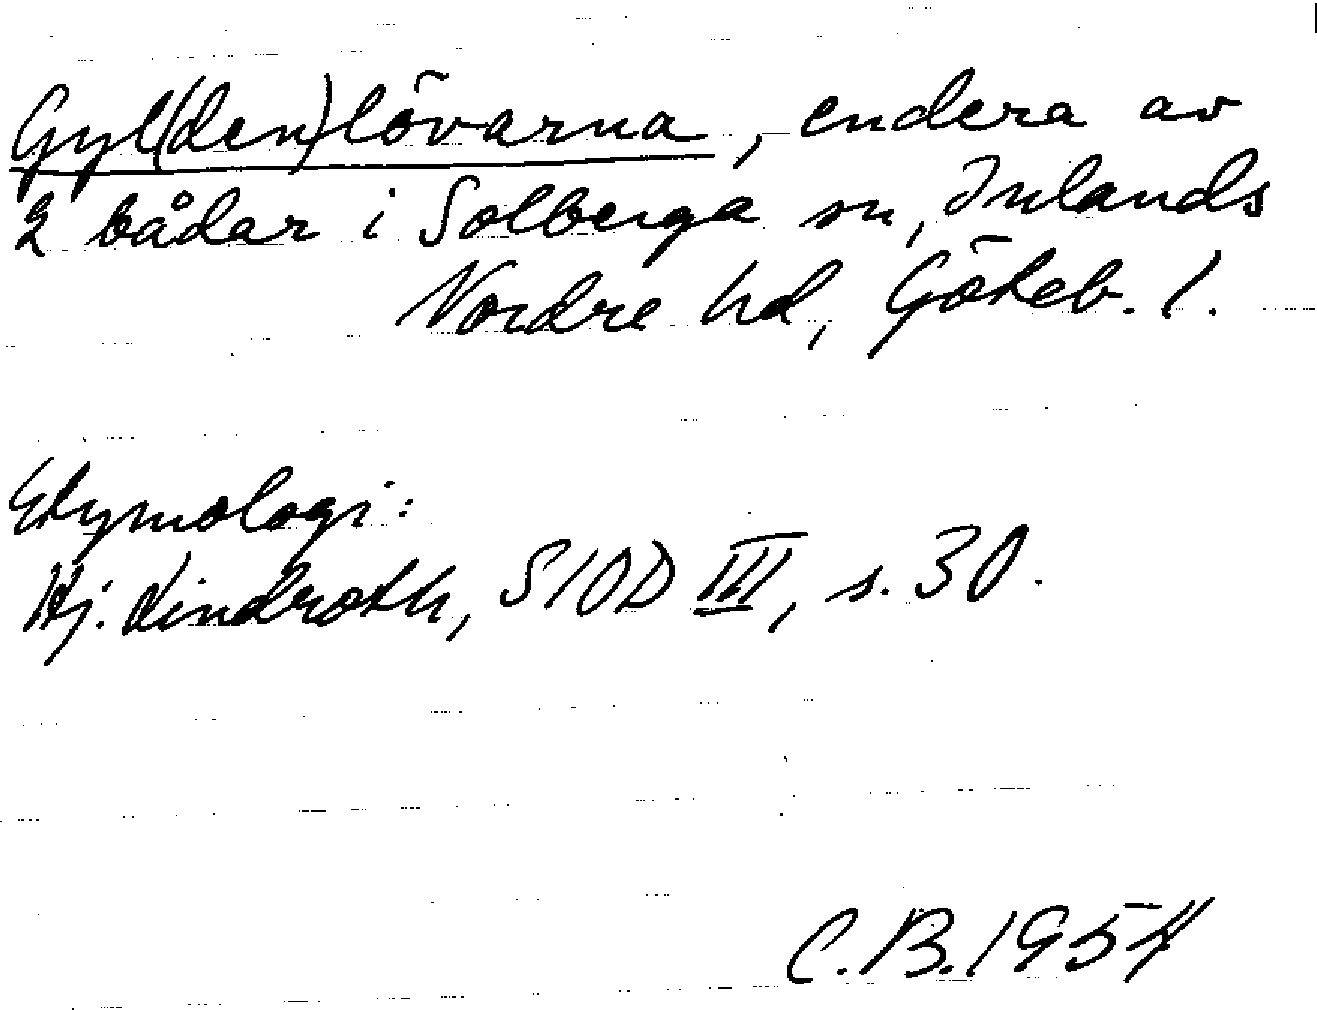 Gyl(den)lövarna, endera av
2 bådar i Solberga sn, Inlands
Nordre hd, Göteb. l.
Etymologi:
Hj. Lindroth, SIOD III, s. 30.
C.B. 1954